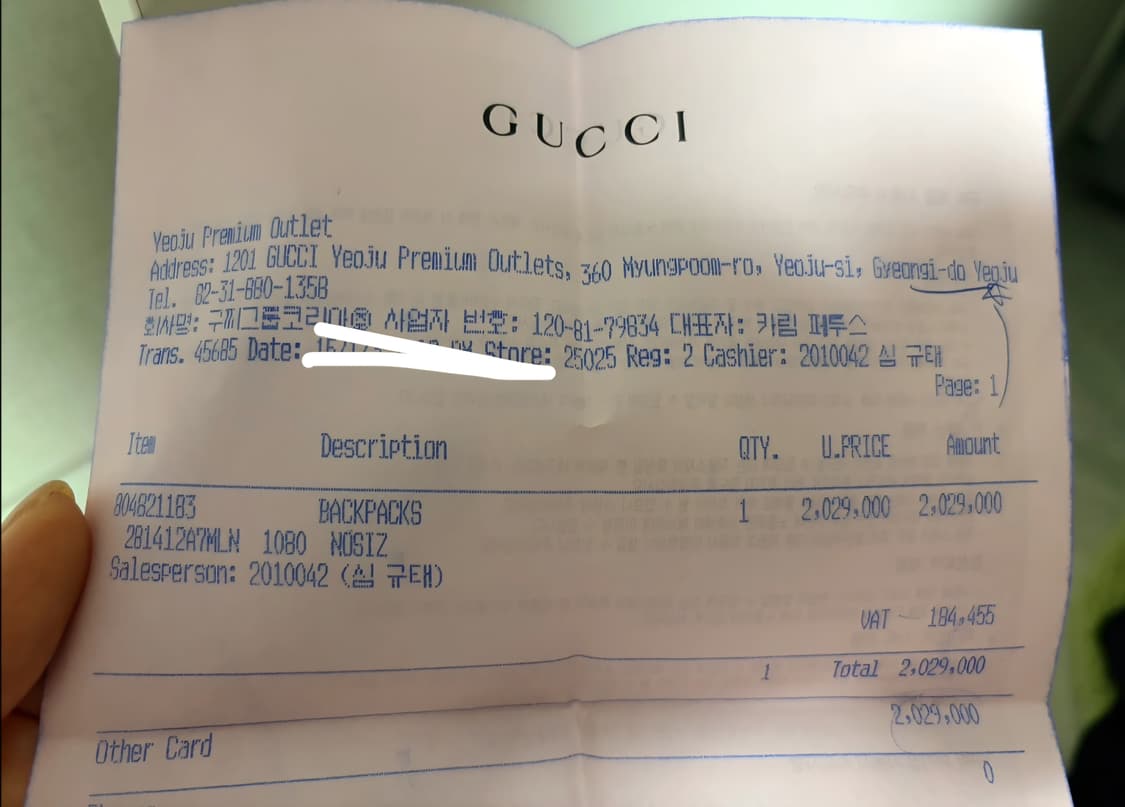 GUCCI
Yeoju Premium Outlet
Address: 1201 GUCCI Yeoju Premium Outlets, 360 Myungpoom-ro, Yeoju-si, Gyeongi-do Yeoju
Tel. 82-31-880-1358
회사명: 구찌그룹코리아㈜ 사업자 번호: 120-81-79834 대표자: 카림 페투스
Trans. 45685 Date: Store: 25025 Reg: 2 Cashier: 2010042 심 규태
Page: 1
Item Description QTY. U.PRICE Amount
804821183 BACKPACKS 1 2,029,000 2,029,000
281412A7MLN 1080 NOSIZ
Salesperson: 2010042 (심 규태)
VAT 184,455
1 Total 2,029,000
2,029,000
Other Card
0